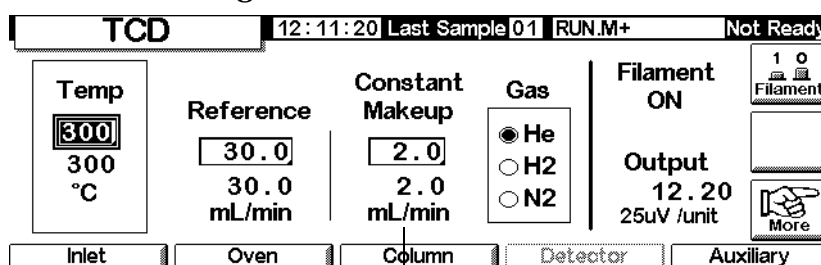 TCD 12:11:20 Last Sample 01 RUN.M+ Not Ready
Temp
300
300
°C
Reference
30.0
30.0
mL/min
Constant
Makeup
2.0
2.0
mL/min
Gas
He
H2
N2
Filament
ON
Output
12.20
25uV /unit
1 0
Filament
More
Inlet Oven Column Detector Auxiliary